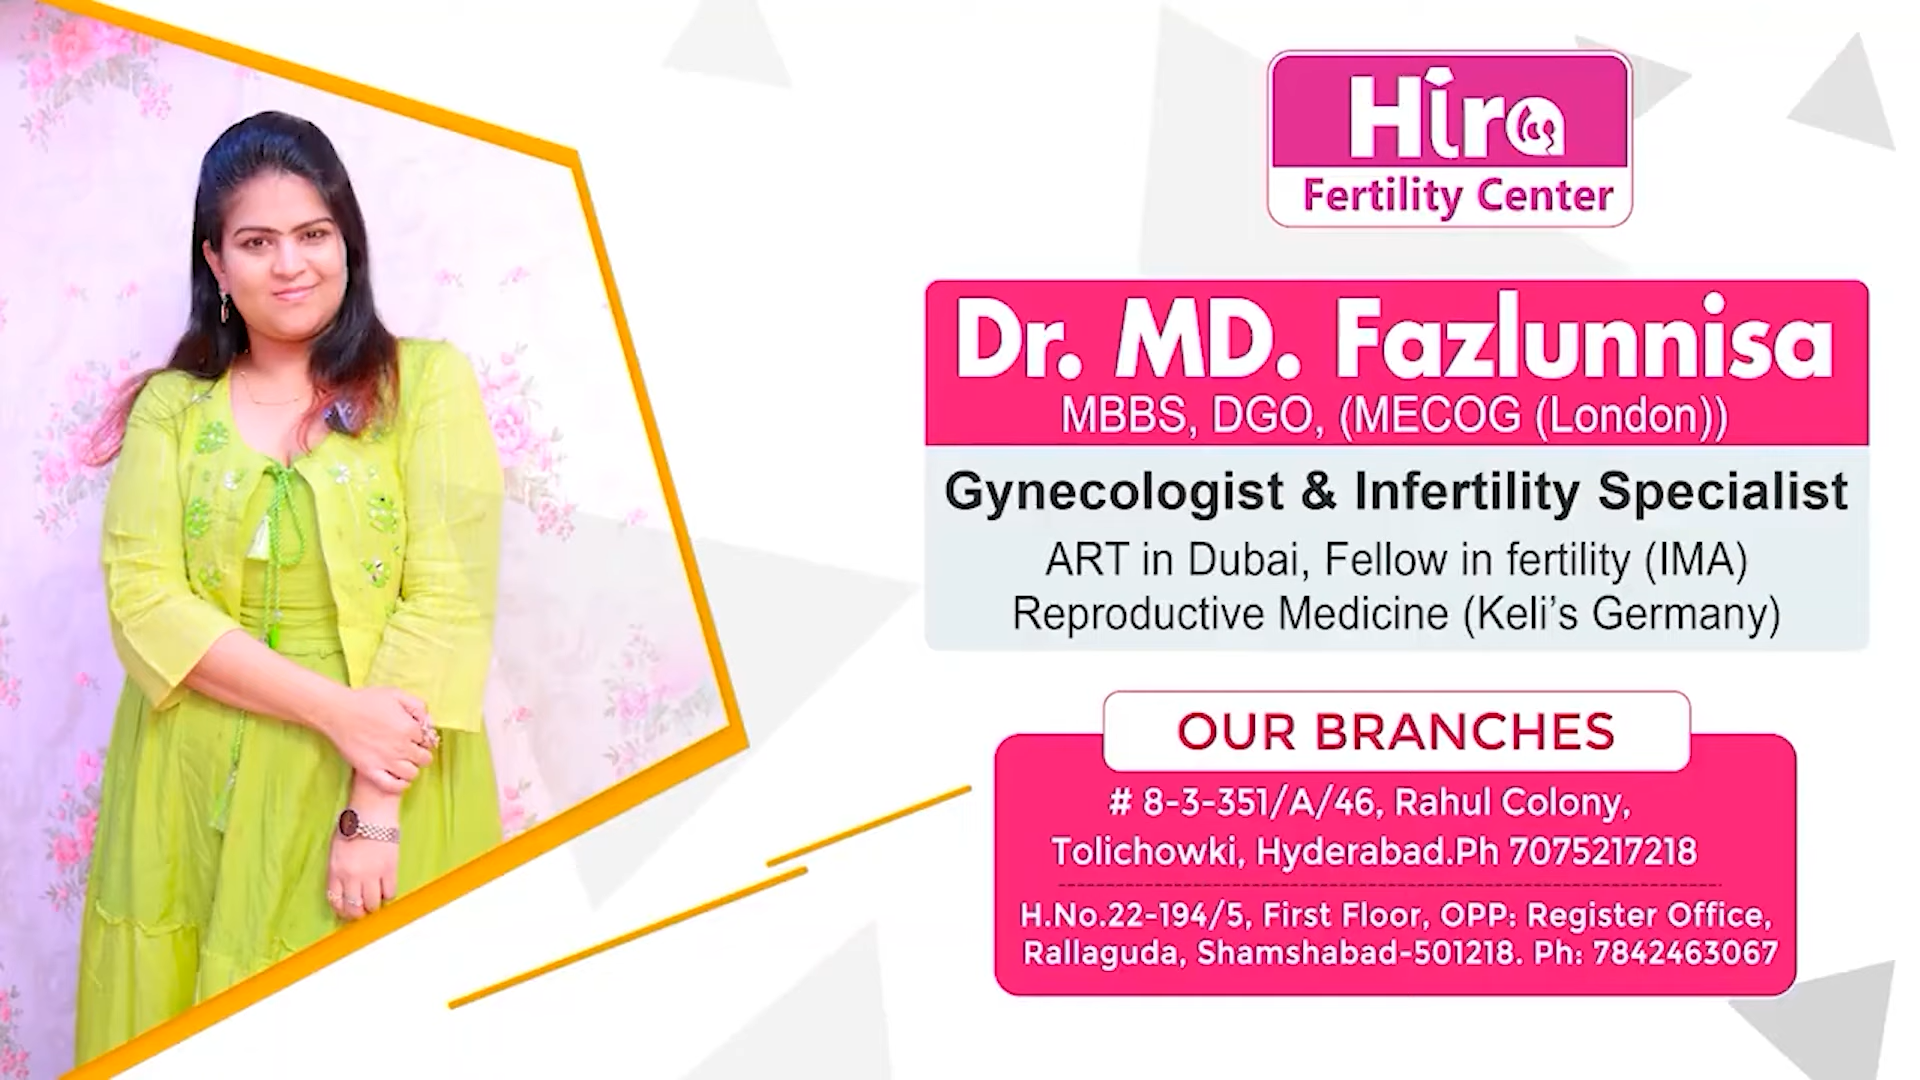 Hira
Fertility Center
Dr. MD. Fazlunnisa
MBBS, DGO, (MECOG (London))
Gynecologist & Infertility Specialist
ART in Dubai, Fellow in fertility (IMA)
Reproductive Medicine (Keli's Germany)
OUR BRANCHES
# 8-3-351/A/46, Rahul Colony,
Tolichowki, Hyderabad.Ph 7075217218
H.No.22-194/5, First Floor, OPP: Register Office,
Rallaguda, Shamshabad-501218. Ph: 7842463067